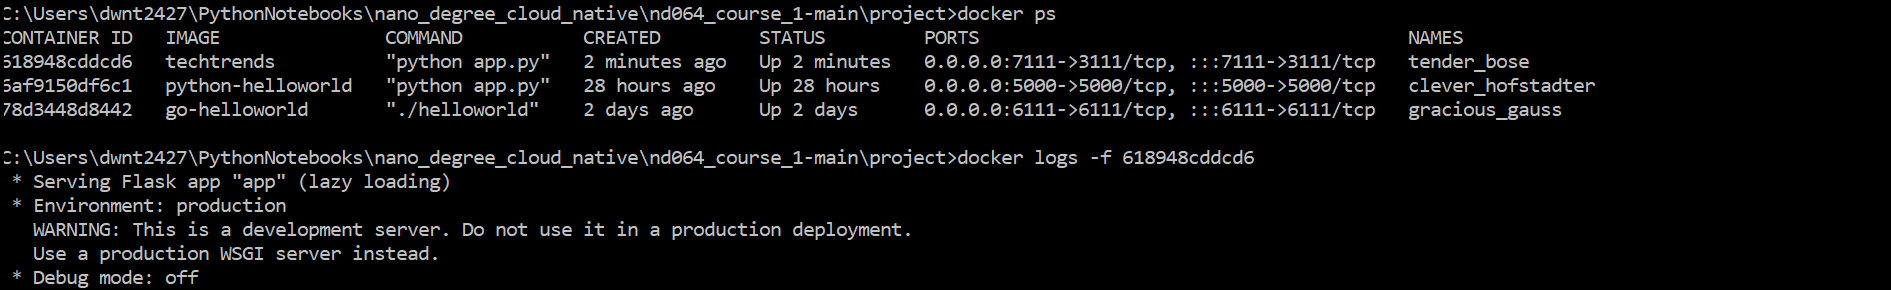 C:\Users\dwnt2427\PythonNotebooks\nano_degree_cloud_native\nd064_course_1-main\project>docker ps
CONTAINER ID   IMAGE              COMMAND            CREATED        STATUS        PORTS                                       NAMES
618948cddcd6   techtrends         "python app.py"    2 minutes ago  Up 2 minutes  0.0.0.0:7111->3111/tcp, :::7111->3111/tcp   tender_bose
6af9150df6c1   python-helloworld  "python app.py"    28 hours ago   Up 28 hours   0.0.0.0:5000->5000/tcp, :::5000->5000/tcp   clever_hofstadter
78d3448d8442   go-helloworld      "./helloworld"     2 days ago     Up 2 days     0.0.0.0:6111->6111/tcp, :::6111->6111/tcp   gracious_gauss
C:\Users\dwnt2427\PythonNotebooks\nano_degree_cloud_native\nd064_course_1-main\project>docker logs -f 618948cddcd6
 * Serving Flask app "app" (lazy loading)
 * Environment: production
   WARNING: This is a development server. Do not use it in a production deployment.
   Use a production WSGI server instead.
 * Debug mode: off